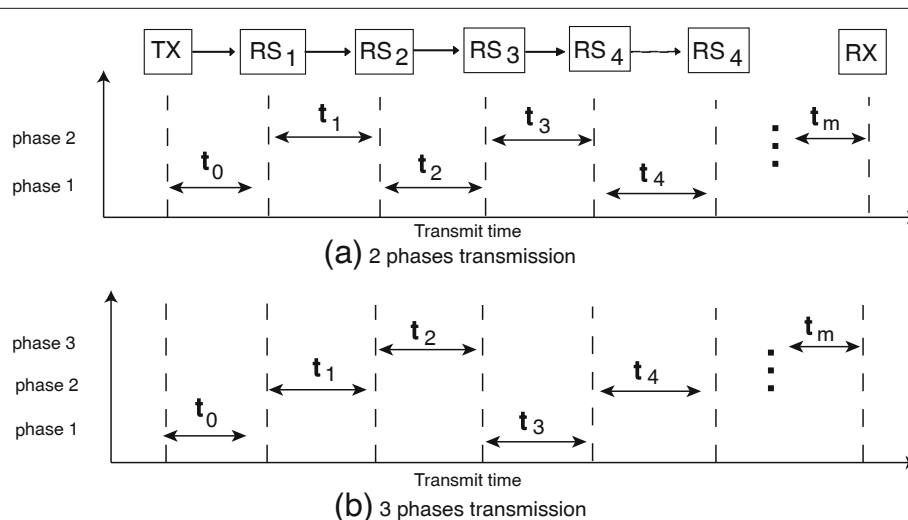 TX RS1 RS2 RS3 RS4 RS4 RX
phase 2 t1 t3 tm
phase 1 t0 t2 t4
Transmit time
(a) 2 phases transmission
phase 3 t2 tm
phase 2 t1 t4
phase 1 t0 t3
Transmit time
(b) 3 phases transmission